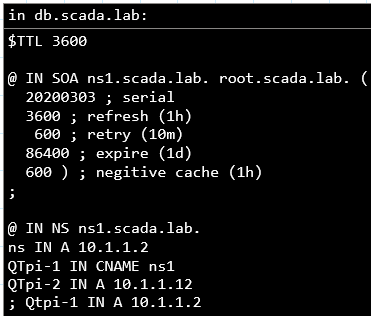 in db.scada.lab:
$TTL 3600
@ IN SOA ns1.scada.lab. root.scada.lab. (
20200303 ; serial
3600 ; refresh (1h)
600 ; retry (10m)
86400 ; expire (1d)
600 ) ; negitive cache (1h)
;
@ IN NS ns1.scada.lab.
ns IN A 10.1.1.2
QTpi-1 IN CNAME ns1
QTpi-2 IN A 10.1.1.12
; Qtpi-1 IN A 10.1.1.2